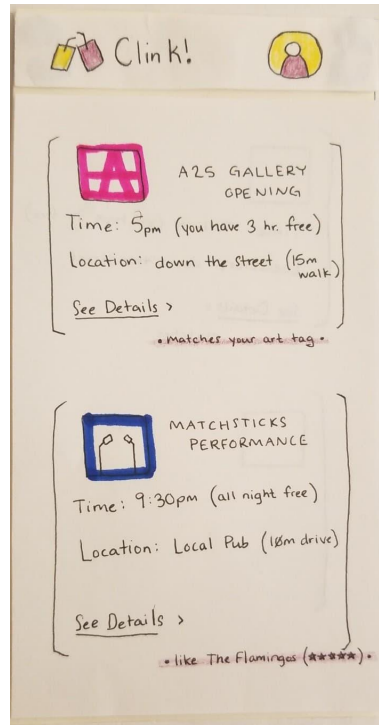 Clink!
A2S GALLERY
OPENING
Time: 5pm (you have 3 hr. free)
Location: down the street (15m
walk)
See Details >
• matches your art tag •
MATCHSTICKS
PERFORMANCE
Time: 9:30pm (all night free)
Location: Local Pub (10m drive)
See Details >
• like The Flamingos (★★★★★) •